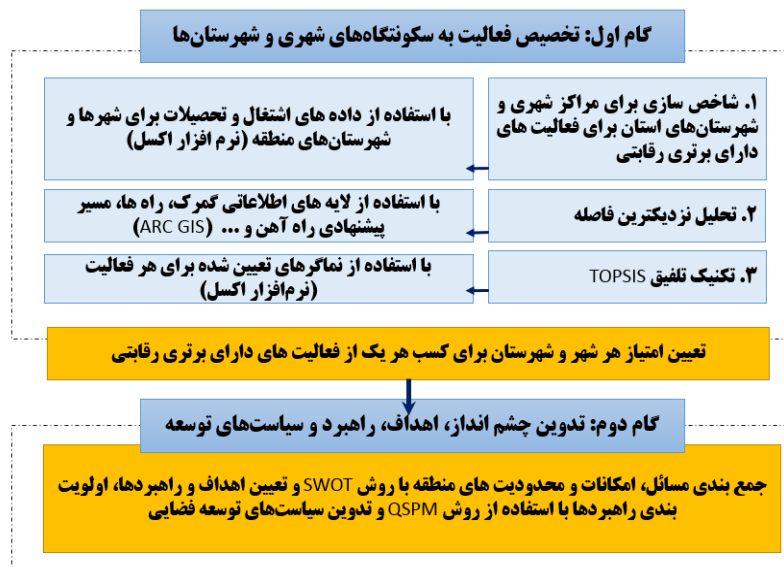 گام اول: تخصیص فعالیت به سکونتگاه‌های شهری و شهرستان‌ها
۱. شاخص سازی برای مراکز شهری و
شهرستان‌های استان برای فعالیت های
دارای برتری رقابتی
با استفاده از داده های اشتغال و تحصیلات برای شهرها و
شهرستان‌های منطقه (نرم افزار اکسل)
۲. تحلیل نزدیکترین فاصله
با استفاده از لایه های اطلاعاتی گمرک، راه ها، مسیر
پیشنهادی راه آهن و ... (ARC GIS)
۳. تکنیک تلفیق TOPSIS
با استفاده از نماگرهای تعیین شده برای هر فعالیت
(نرم‌افزار اکسل)
تعیین امتیاز هر شهر و شهرستان برای کسب هر یک از فعالیت های دارای برتری رقابتی
گام دوم: تدوین چشم انداز، اهداف، راهبرد و سیاست‌های توسعه
جمع بندی مسائل، امکانات و محدودیت های منطقه با روش SWOT و تعیین اهداف و راهبردها، اولویت
بندی راهبردها با استفاده از روش QSPM و تدوین سیاست‌های توسعه فضایی